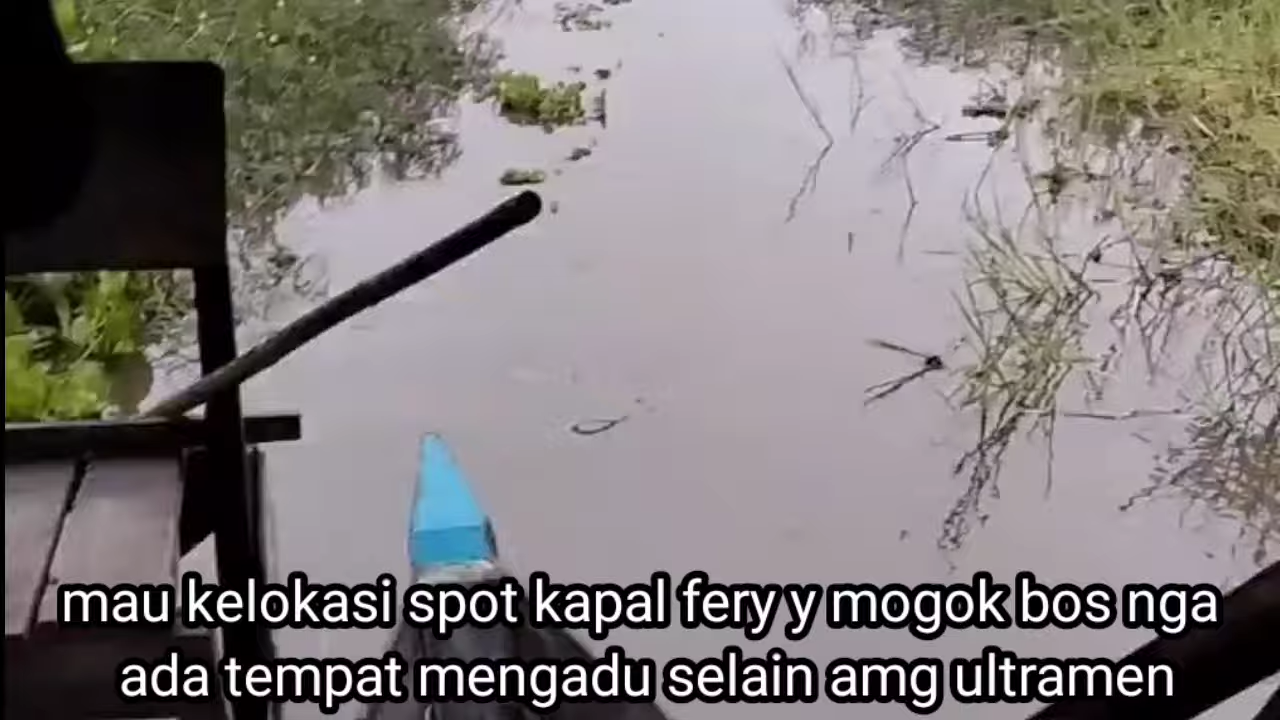 mau kelokasi spot kapal fery y mogok bos nga
ada tempat mengadu selain amg ultramen